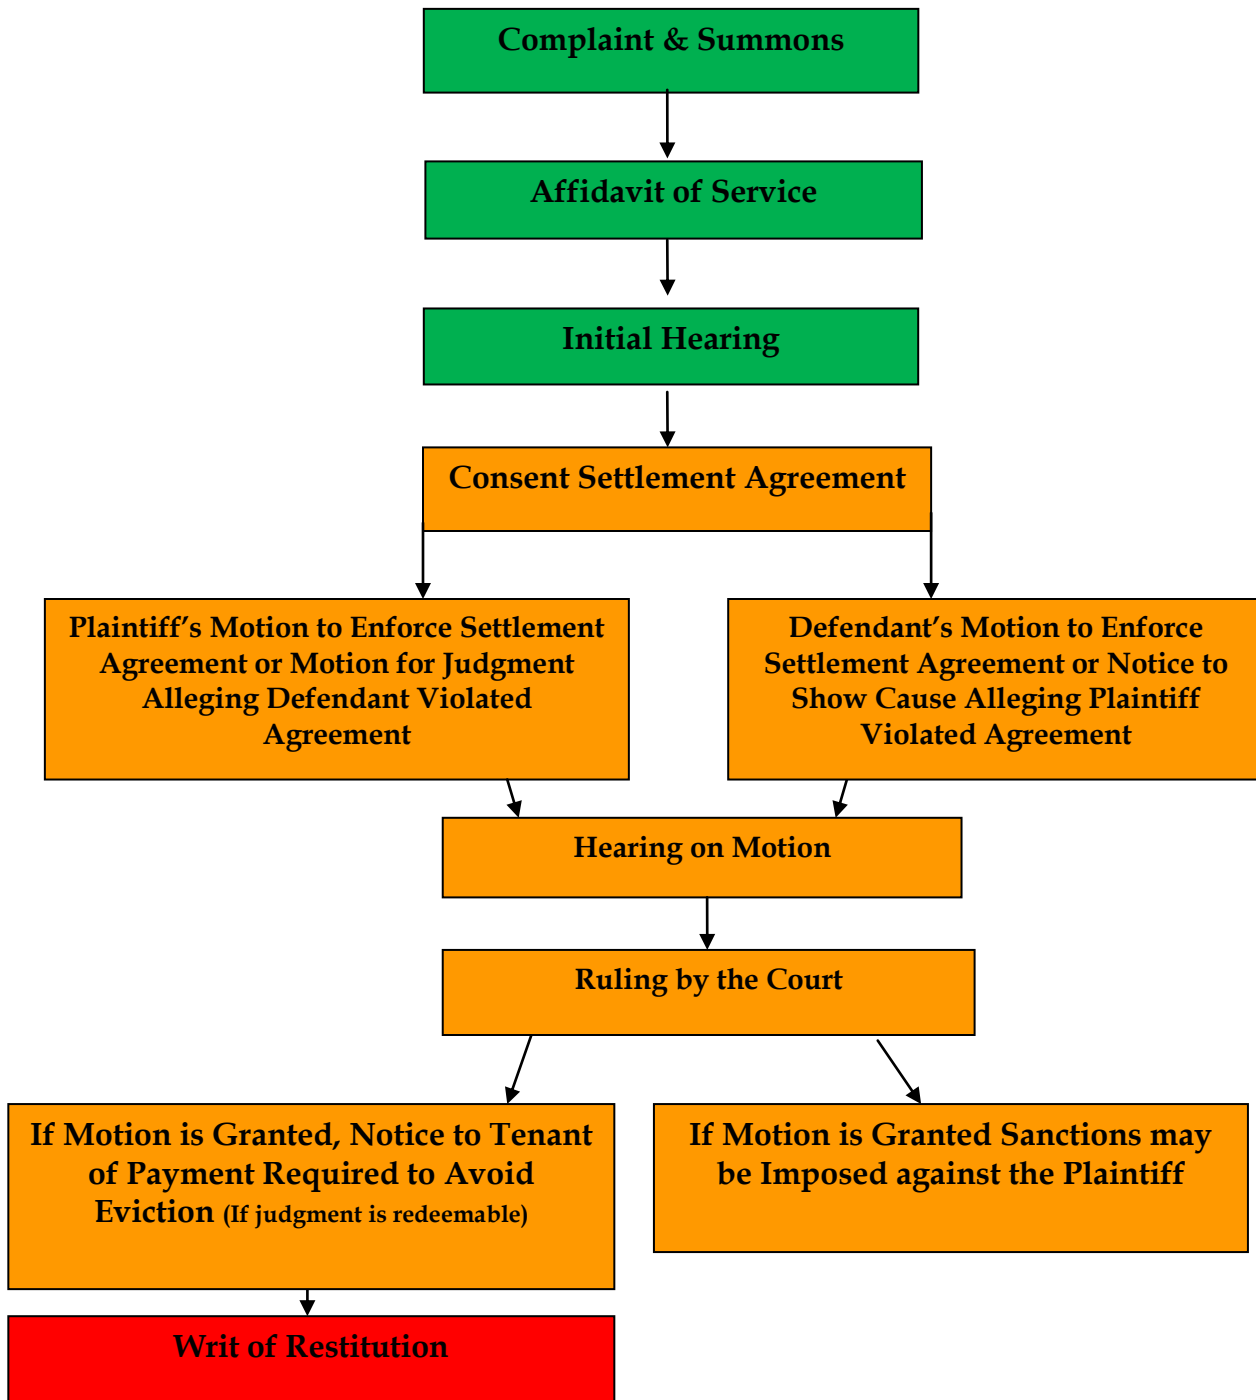 Complaint & Summons
Affidavit of Service
Initial Hearing
Consent Settlement Agreement
Plaintiff’s Motion to Enforce Settlement
Agreement or Motion for Judgment
Alleging Defendant Violated
Agreement
Defendant’s Motion to Enforce
Settlement Agreement or Notice to
Show Cause Alleging Plaintiff
Violated Agreement
Hearing on Motion
Ruling by the Court
If Motion is Granted, Notice to Tenant
of Payment Required to Avoid
Eviction (If judgment is redeemable)
If Motion is Granted Sanctions may
be Imposed against the Plaintiff
Writ of Restitution